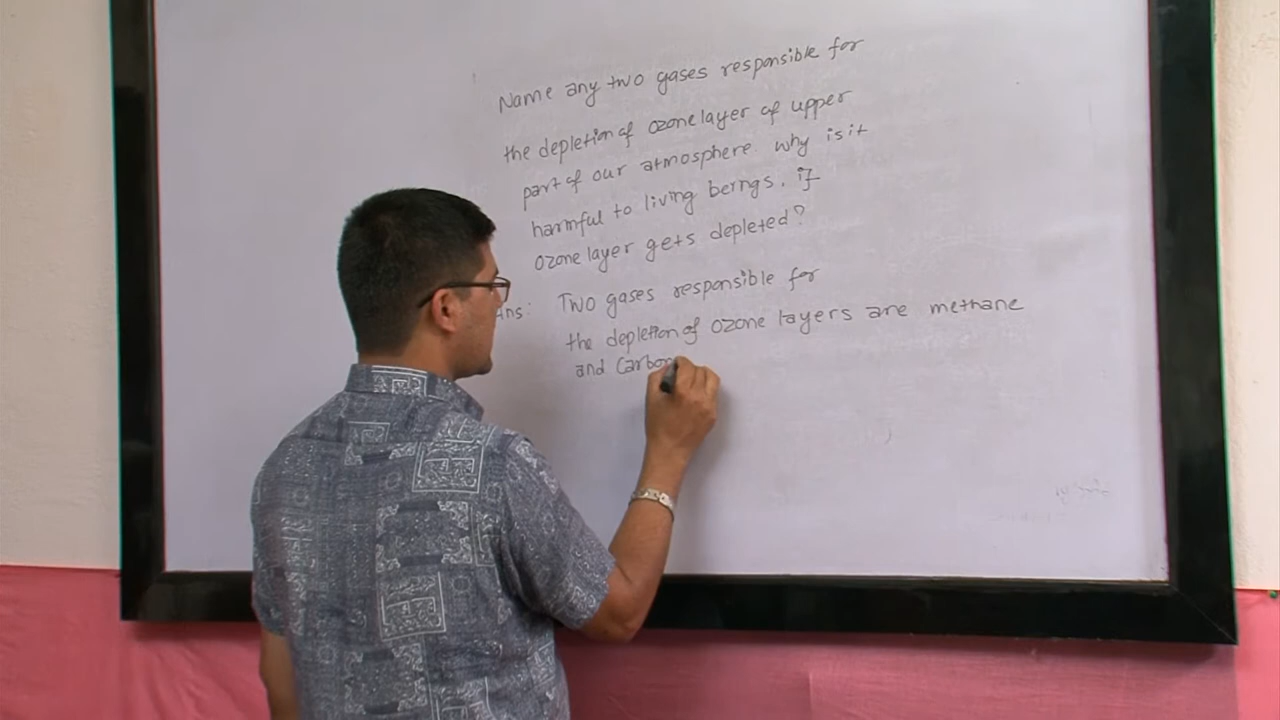 Name any two gases responsible for
the depletion of ozone layer of upper
part of our atmosphere. why is it
harmful to living beings, if
ozone layer gets depleted?
Ans: Two gases responsible for
the depletion of ozone layers are methane
and Carbon